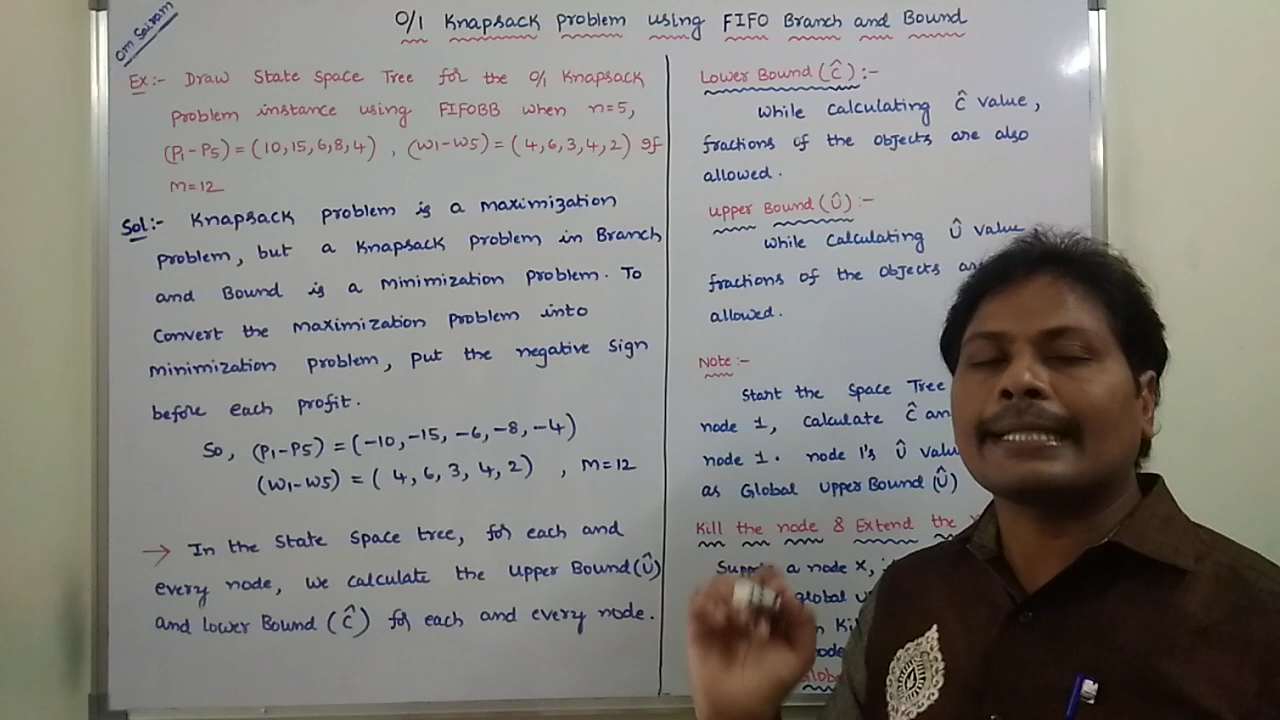 Om Sairam
0/1 Knapsack Problem using FIFO Branch and Bound
Ex:- Draw State Space Tree for the 0/1 Knapsack
Problem instance using FIFOBB when n=5,
(P1-P5) = (10,15,6,8,4) , (W1-W5) = (4,6,3,4,2) If
M=12
Sol:- Knapsack problem is a maximization
problem, but a Knapsack problem in Branch
and Bound is a minimization problem. To
Convert the maximization problem into
minimization problem, put the negative sign
before each profit.
So, (P1-P5) = (-10,-15,-6,-8,-4)
(W1-W5) = (4,6,3,4,2) , M=12
→ In the State Space tree, for each and
every node, we calculate the Upper Bound(Û)
and lower Bound (Ĉ) for each and every node.
Lower Bound (Ĉ) :-
While calculating Ĉ value,
fractions of the objects are also
allowed.
Upper Bound (Û) :-
While calculating Û value
fractions of the objects
allowed.
Note :-
Start the Space Tree
node 1, Calculate Ĉ
node 1. node 1's Û
as Global Upper Bound (Û)
Kill the node & Extend the
a node x,
global